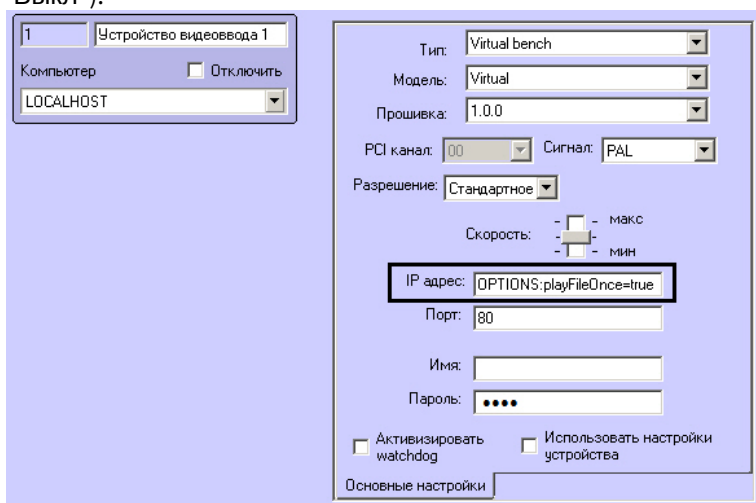 Выкл").
1 Устройство видеоввода 1
Компьютер Отключить
LOCALHOST
Тип: Virtual bench
Модель: Virtual
Прошивка: 1.0.0
PCI канал: 00 Сигнал: PAL
Разрешение: Стандартное
- - макс
Скорость: - -
- - мин
IP адрес: OPTIONS:playFileOnce=true
Порт: 80
Имя:
Пароль: ••••
Активизировать watchdog
Использовать настройки устройства
Основные настройки